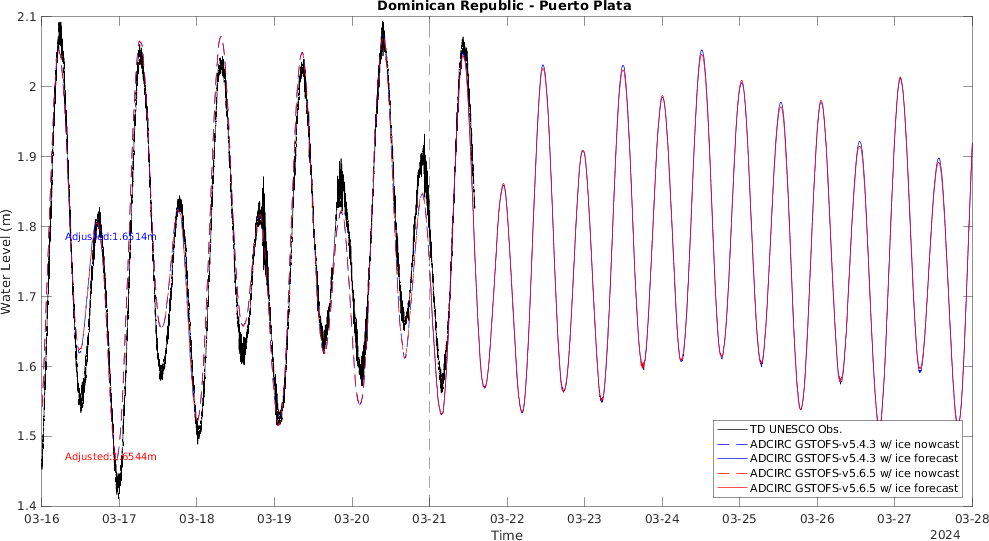 Dominican Republic - Puerto Plata
Water Level (m)
2.1
2
1.9
1.8
1.7
1.6
1.5
1.4
Adjusted:1.6514m
Adjusted:1.6544m
TD UNESCO Obs.
ADCIRC GSTOFS-v5.4.3 w/ ice nowcast
ADCIRC GSTOFS-v5.4.3 w/ ice forecast
ADCIRC GSTOFS-v5.6.5 w/ ice nowcast
ADCIRC GSTOFS-v5.6.5 w/ ice forecast
03-16 03-17 03-18 03-19 03-20 03-21 03-22 03-23 03-24 03-25 03-26 03-27 03-28
Time
2024